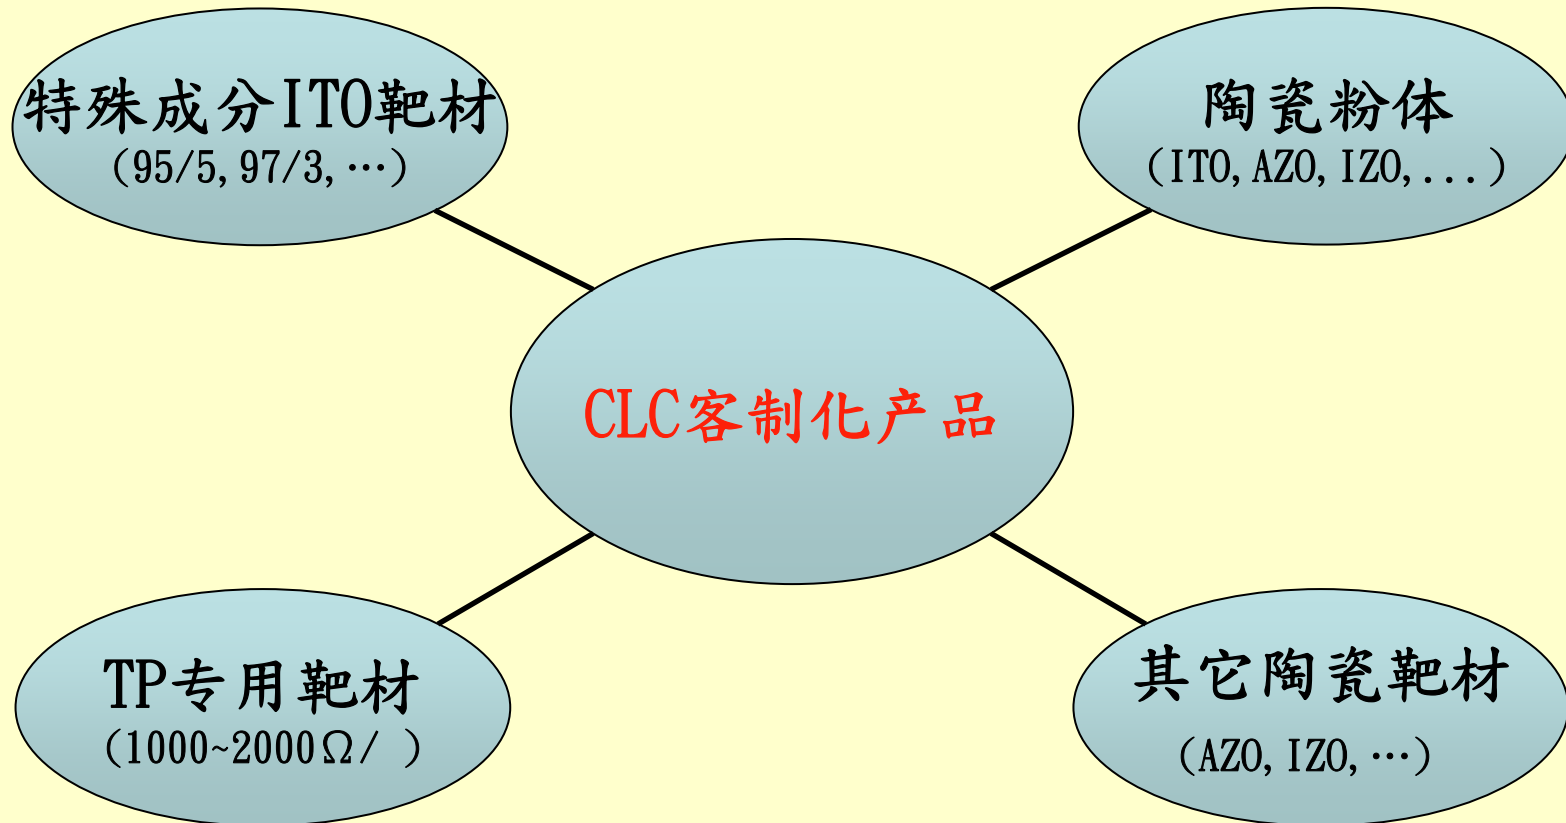 特殊成分ITO靶材
(95/5,97/3,…)
陶瓷粉体
(ITO,AZO,IZO,...)
CLC客制化产品
TP专用靶材
(1000~2000Ω/ )
其它陶瓷靶材
(AZO,IZO,…)